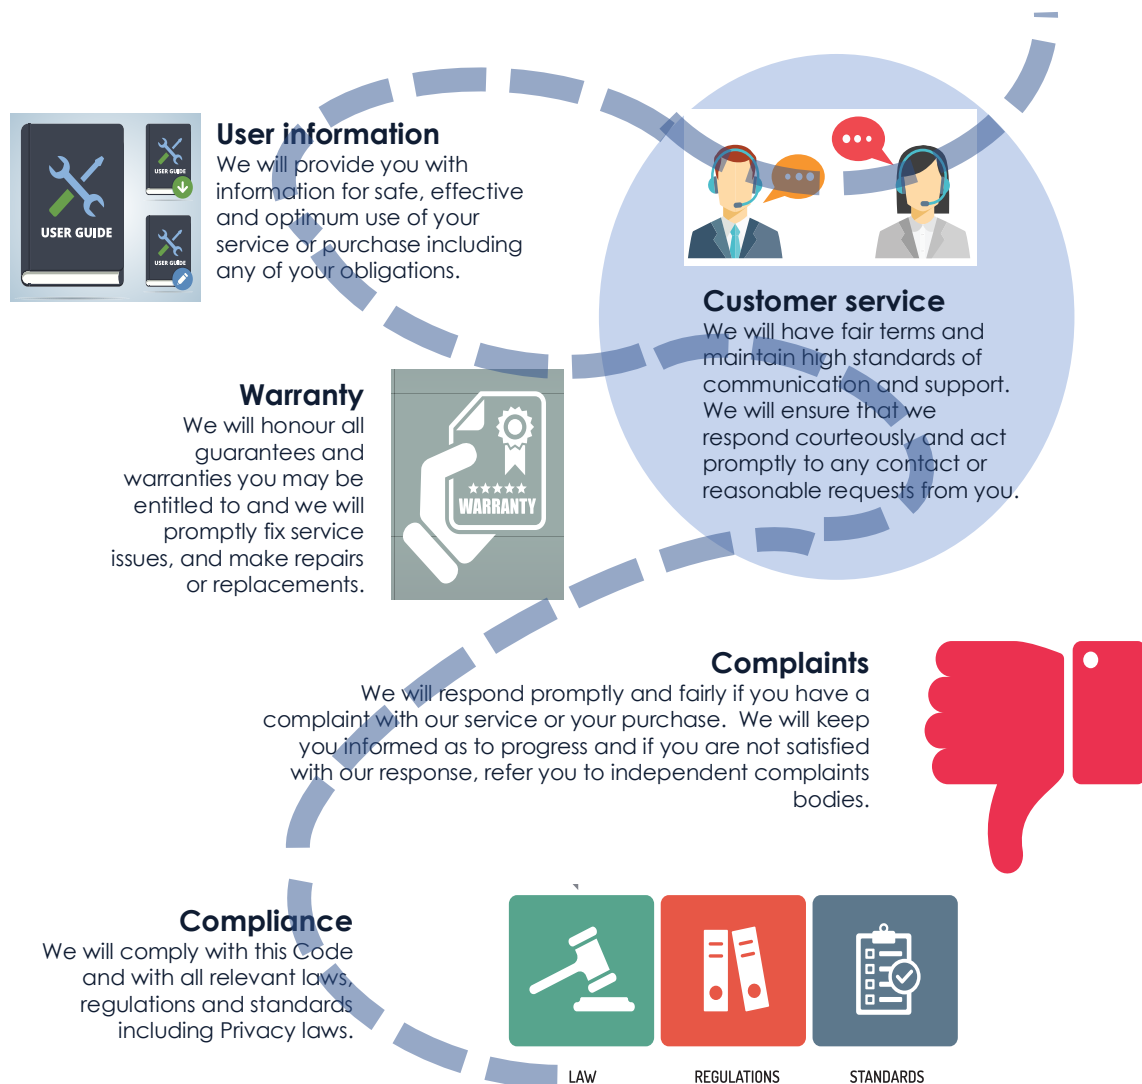 USER GUIDE
USER GUIDE
USER GUIDE
User information
We will provide you with
information for safe, effective
and optimum use of your
service or purchase including
any of your obligations.
Customer service
We will have fair terms and
maintain high standards of
communication and support.
We will ensure that we
respond courteously and act
promptly to any contact or
reasonable requests from you.
Warranty
We will honour all
guarantees and
warranties you may be
entitled to and we will
promptly fix service
issues, and make repairs
or replacements.
WARRANTY
Complaints
We will respond promptly and fairly if you have a
complaint with our service or your purchase.  We will keep
you informed as to progress and if you are not satisfied
with our response, refer you to independent complaints
bodies.
Compliance
We will comply with this Code
and with all relevant laws,
regulations and standards
including Privacy laws.
LAW
REGULATIONS
STANDARDS